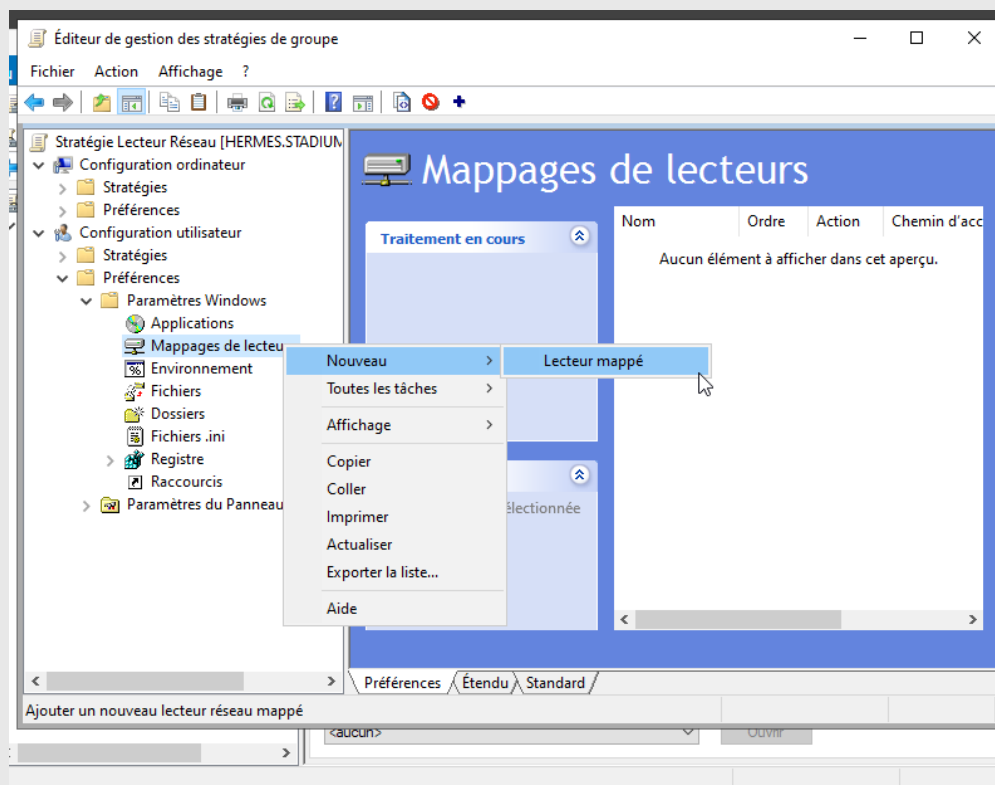 Éditeur de gestion des stratégies de groupe
Fichier Action Affichage ?
Stratégie Lecteur Réseau [HERMES.STADIUM
Configuration ordinateur
Stratégies
Préférences
Configuration utilisateur
Stratégies
Préférences
Paramètres Windows
Applications
Mappages de lecteu
Environnement
Fichiers
Dossiers
Fichiers .ini
Registre
Raccourcis
Paramètres du Panneau
Mappages de lecteurs
Traitement en cours
Nom Ordre Action Chemin d'acc
Aucun élément à afficher dans cet aperçu.
Nouveau
Lecteur mappé
Toutes les tâches
Affichage
Copier
Coller
Imprimer
Actualiser
Exporter la liste...
Aide
électionnée
Préférences Étendu Standard
Ajouter un nouveau lecteur réseau mappé
<aucun>
Ouvrir